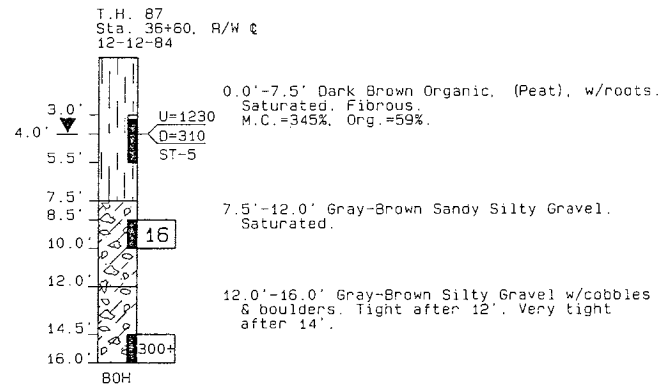 T.H. 87
Sta. 36+60, R/W ℄
12-12-84
0.0'-7.5' Dark Brown Organic, (Peat), w/roots.
Saturated. Fibrous.
M.C.=345%, Org.=59%.
3.0'
4.0'
5.5'
U=1230
D=310
ST-5
7.5'
8.5'
10.0'
16
7.5'-12.0' Gray-Brown Sandy Silty Gravel.
Saturated.
12.0'
12.0'-16.0' Gray-Brown Silty Gravel w/cobbles
& boulders. Tight after 12'. Very tight
after 14'.
14.5'
300+
16.0'
BOH